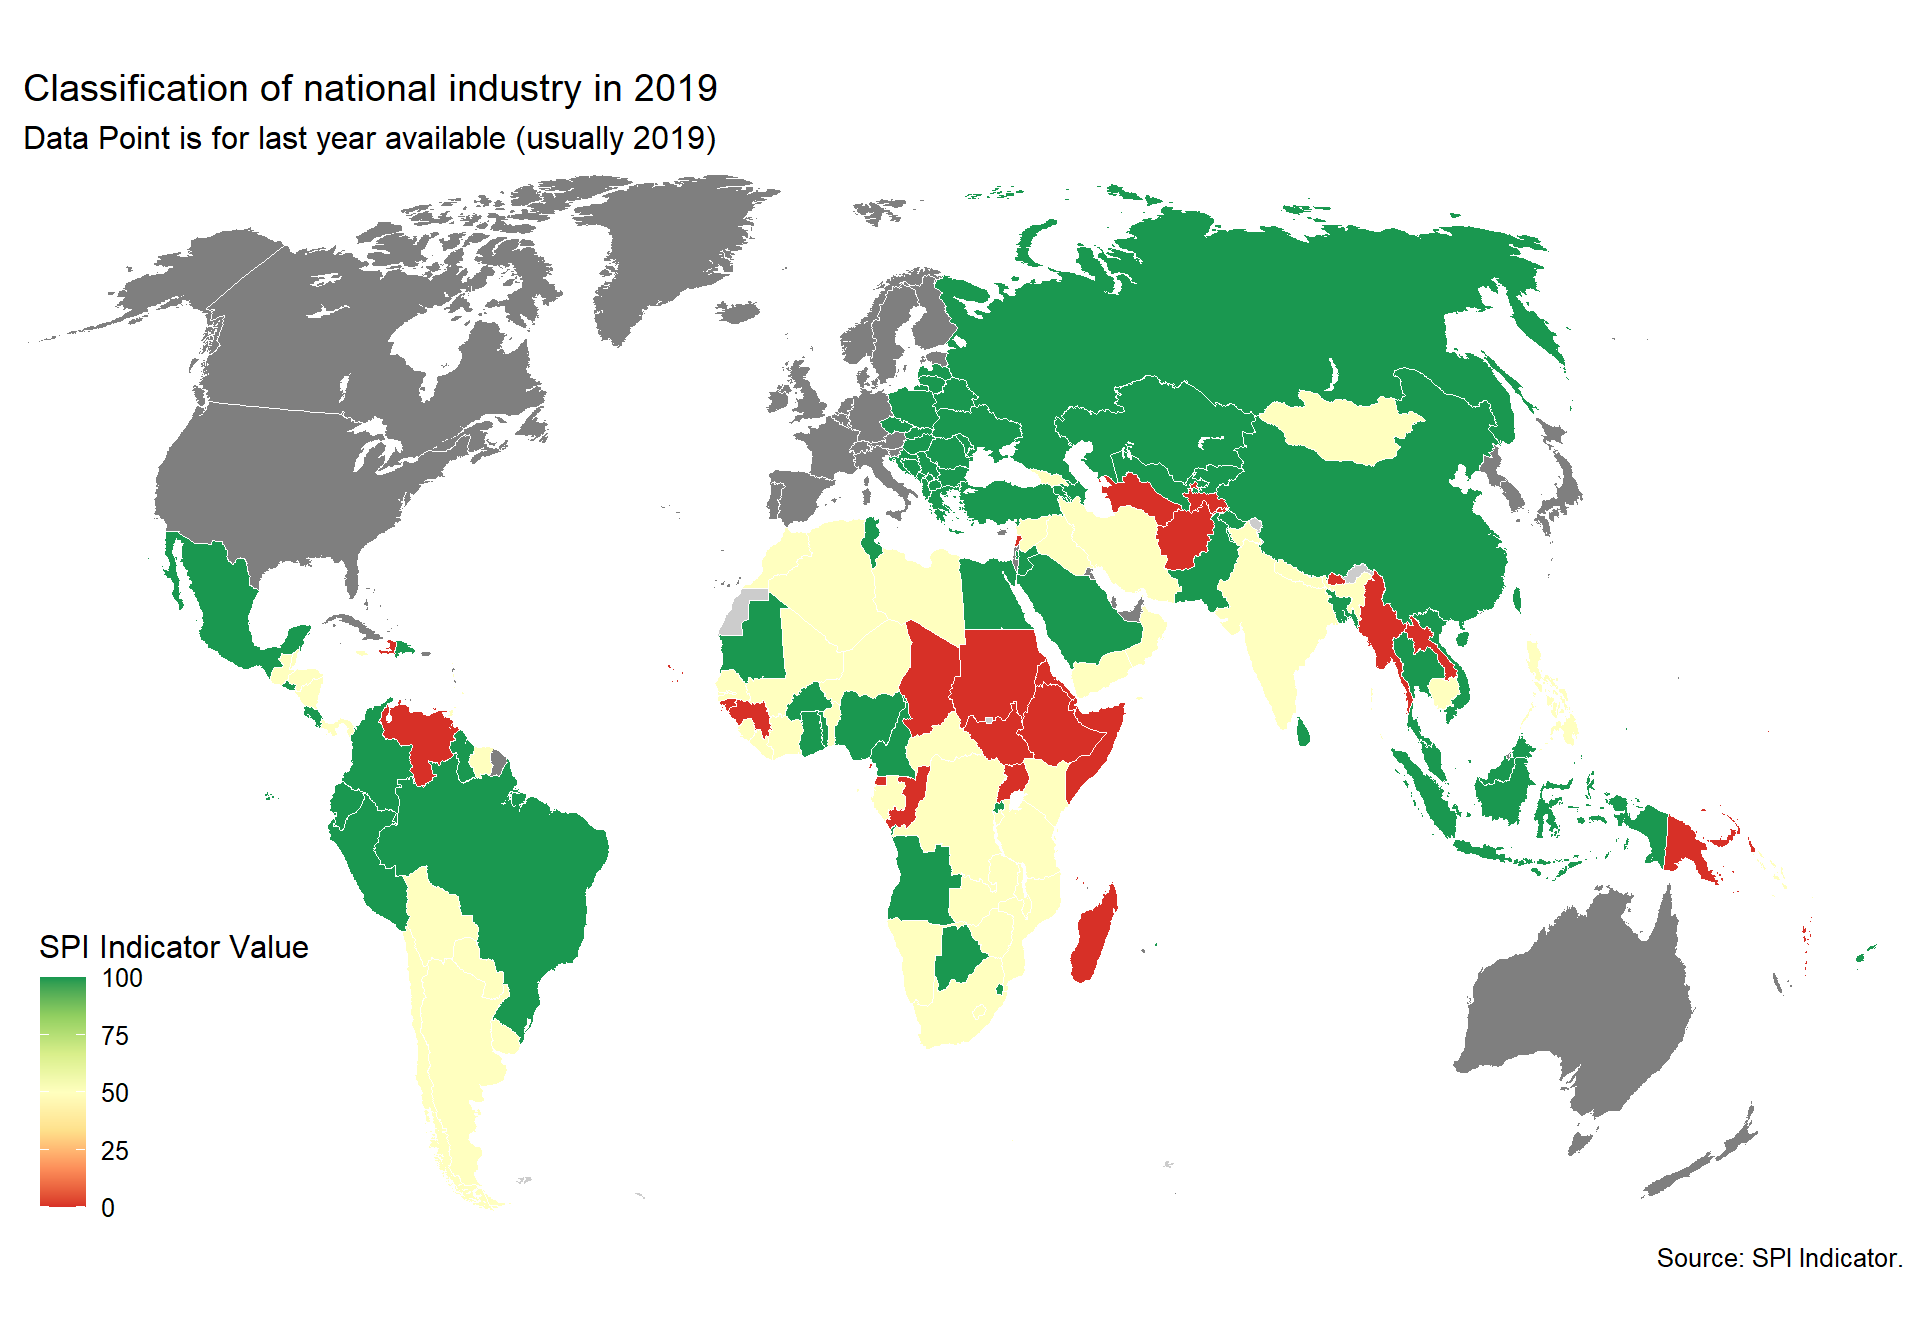 Classification of national industry in 2019
Data Point is for last year available (usually 2019)
SPI Indicator Value
100
75
50
25
0
Source: SPI Indicator.